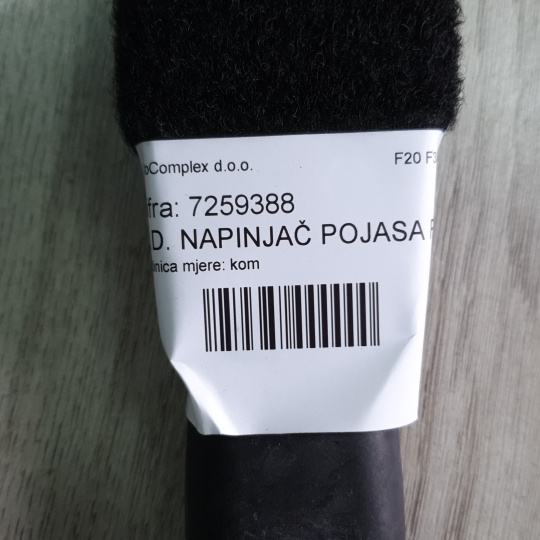 oComplex d.o.o. F20 F3
fra: 7259388
D. NAPINJAČ POJASA
nica mjere: kom